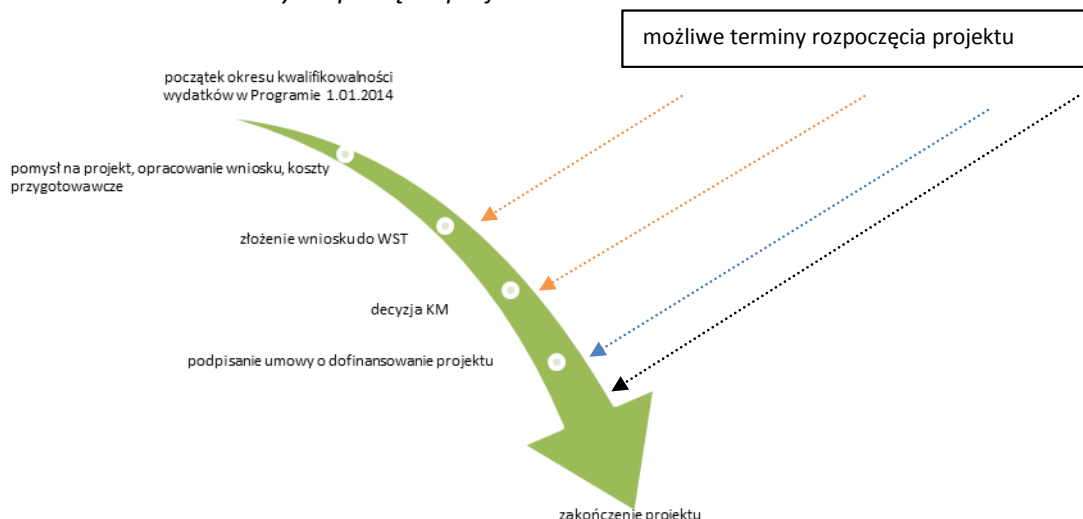 możliwe terminy rozpoczęcia projektu
początek okresu kwalifikowalności
wydatków w Programie 1.01.2014
pomysł na projekt, opracowanie wniosku, koszty
przygotowawcze
złożenie wniosku do WST
decyzja KM
podpisanie umowy o dofinansowanie projektu
zakończenie projektu